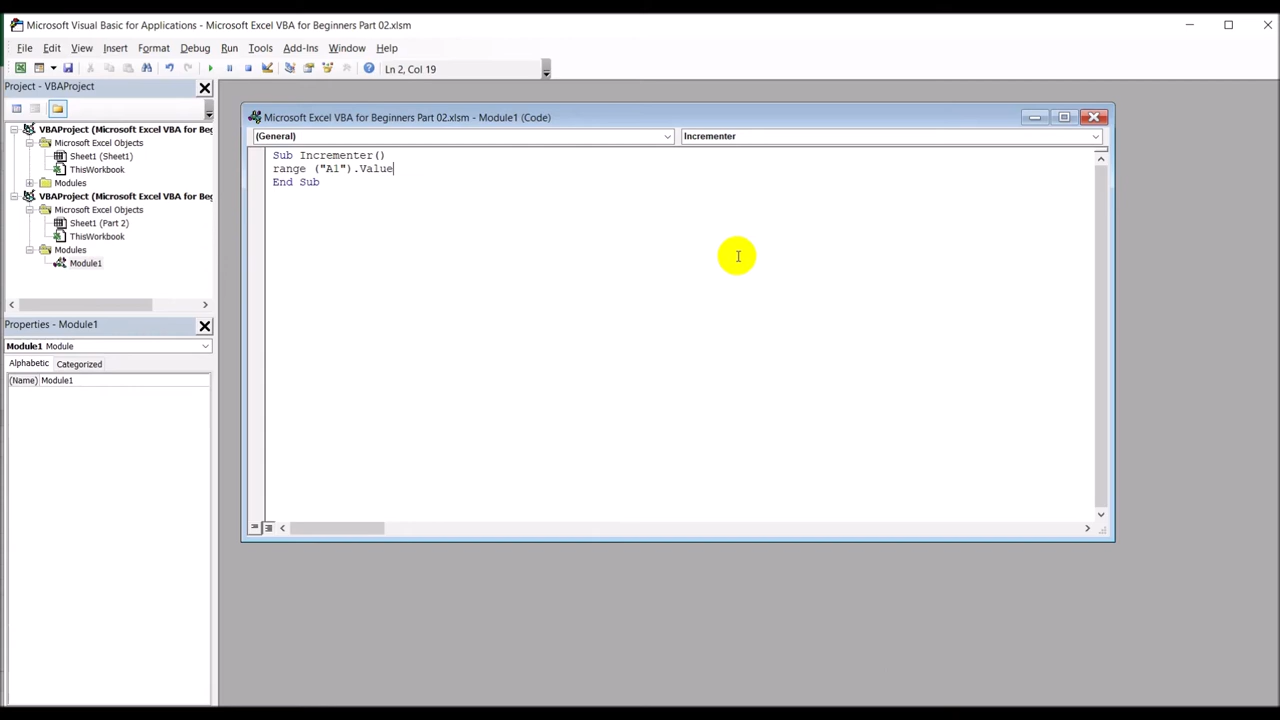 Microsoft Visual Basic for Applications - Microsoft Excel VBA for Beginners Part 02.xlsm
File Edit View Insert Format Debug Run Tools Add-Ins Window Help
Ln 2, Col 19
Project - VBAProject
VBAProject (Microsoft Excel VBA for Beg
Microsoft Excel Objects
Sheet1 (Sheet1)
ThisWorkbook
Modules
VBAProject (Microsoft Excel VBA for Beg
Microsoft Excel Objects
Sheet1 (Part 2)
ThisWorkbook
Modules
Module1
Properties - Module1
Module1 Module
Alphabetic Categorized
(Name) Module1
Microsoft Excel VBA for Beginners Part 02.xlsm - Module1 (Code)
(General) Incrementer
Sub Incrementer()
range ("A1").Value
End Sub